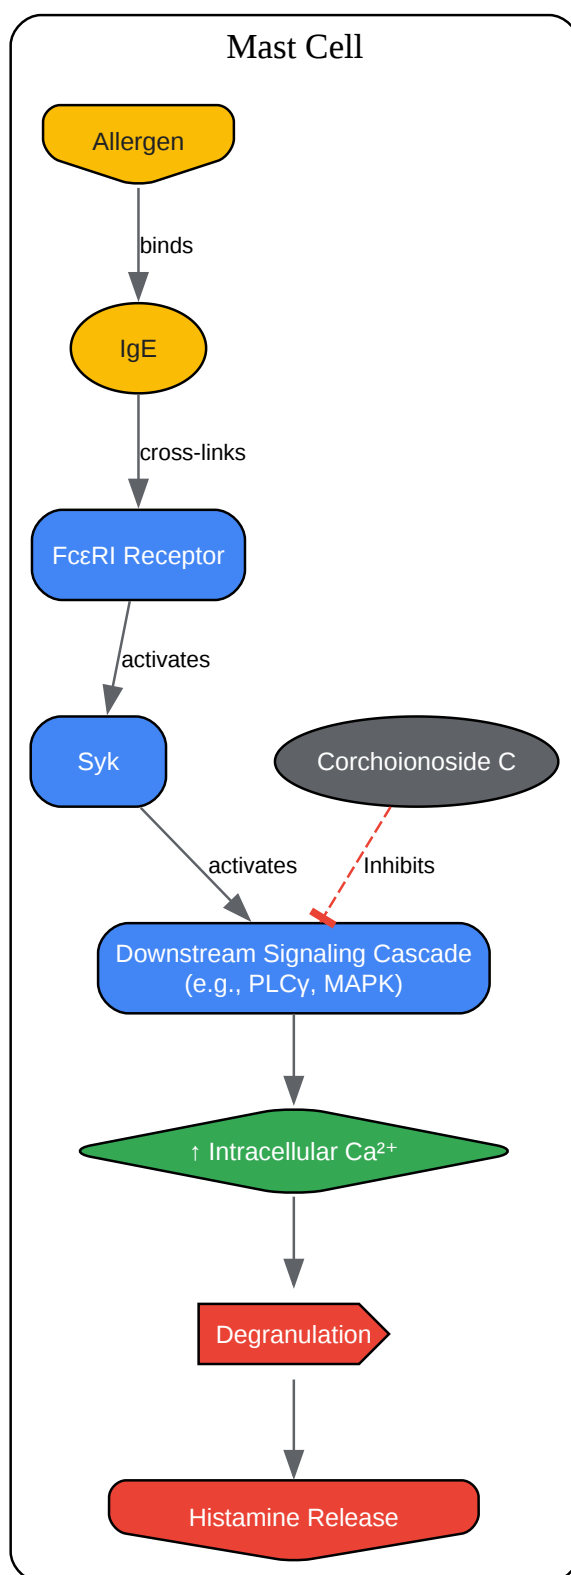 Mast Cell
Allergen
binds
IgE
cross-links
FcεRI Receptor
activates
Syk
Corchoionoside C
activates
Inhibits
Downstream Signaling Cascade
(e.g., PLCγ, MAPK)
↑ Intracellular Ca²⁺
Degranulation
Histamine Release